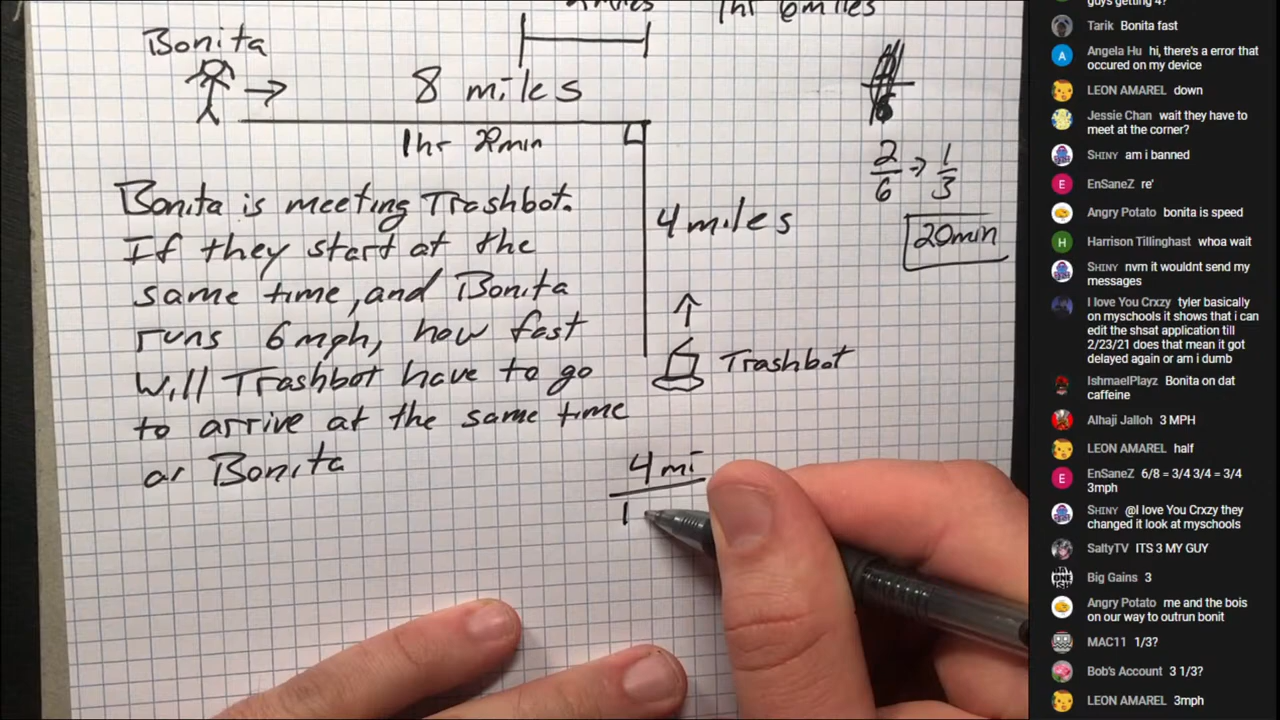 1hr 6miles
Bonita
8 miles
1hr 20min
Bonita is meeting Trashbot.
If they start at the
same time, and Bonita
runs 6mph, how fast
will Trashbot have to go
to arrive at the same time
as Bonita
4 miles
Trashbot
2/6 → 1/3
20min
4 mi
1
guys getting 4?
Tarik Bonita fast
Angela Hu hi, there's a error that
occured on my device
LEON AMAREL down
Jessie Chan wait they have to
meet at the corner?
SHINY am i banned
EnSaneZ re'
Angry Potato bonita is speed
Harrison Tillinghast whoa wait
SHINY nvm it wouldnt send my
messages
I love You Crxzy tyler basically
on myschools it shows that i can
edit the shsat application till
2/23/21 does that mean it got
delayed again or am i dumb
IshmaelPlayz Bonita on dat
caffeine
Alhaji Jalloh 3 MPH
LEON AMAREL half
EnSaneZ 6/8 = 3/4 3/4 = 3/4
3mph
SHINY @I love You Crxzy they
changed it look at myschools
SaltyTV ITS 3 MY GUY
Big Gains 3
Angry Potato me and the bois
on our way to outrun bonit
MAC11 1/3?
Bob's Account 3 1/3?
LEON AMAREL 3mph